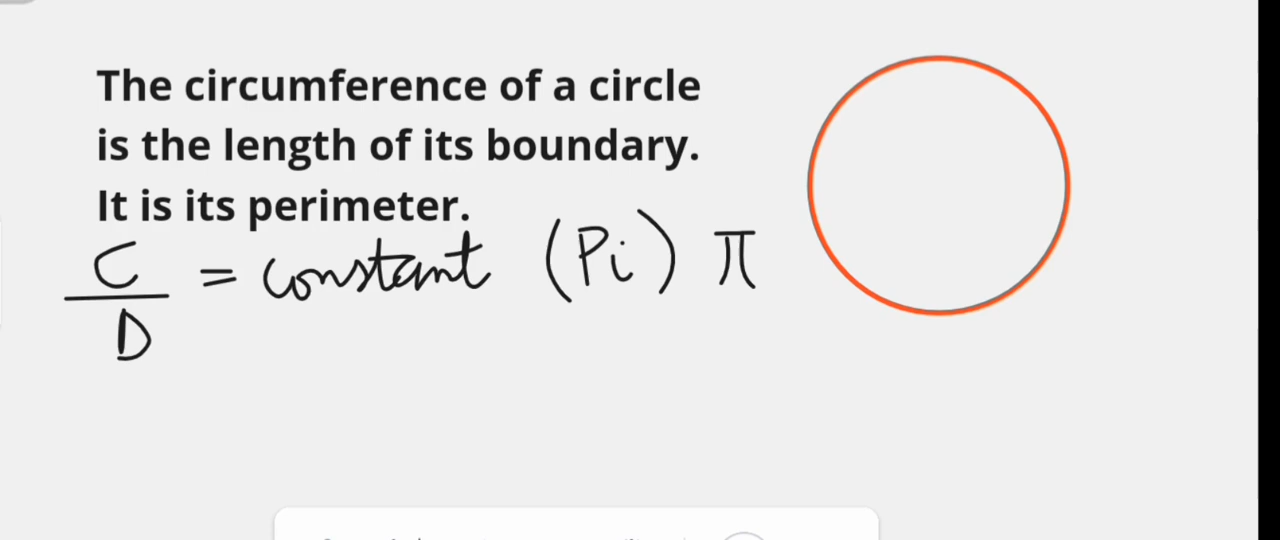 The circumference of a circle
is the length of its boundary.
It is its perimeter.
C/D = constant (Pi) π